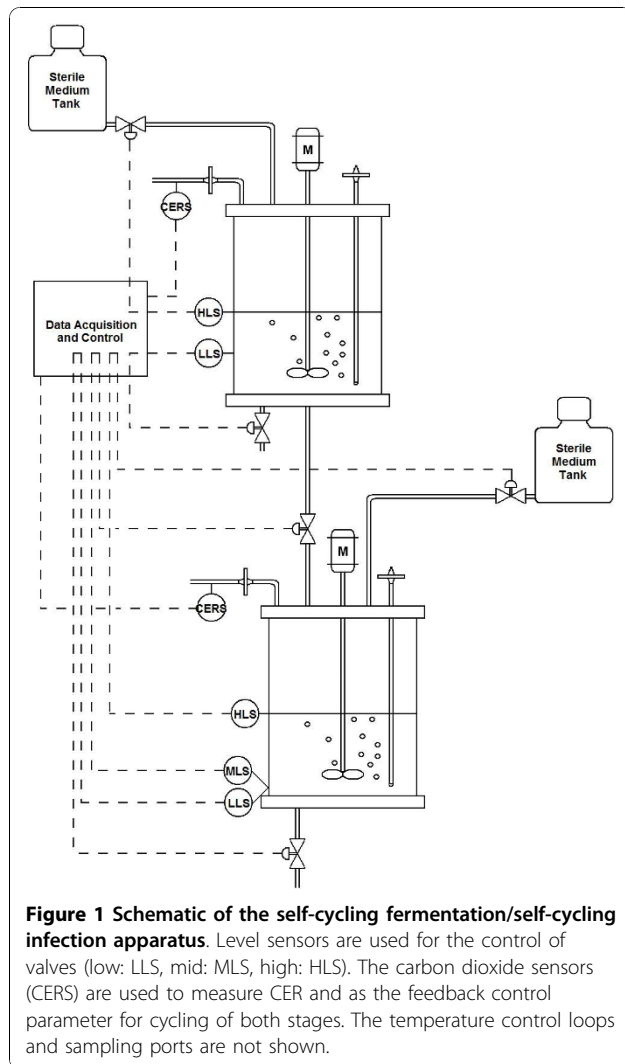 Sterile
Medium
Tank
M
CERS
HLS
Data Acquisition
and Control
LLS
Sterile
Medium
Tank
M
CERS
HLS
MLS
LLS
Figure 1 Schematic of the self-cycling fermentation/self-cycling
infection apparatus. Level sensors are used for the control of
valves (low: LLS, mid: MLS, high: HLS). The carbon dioxide sensors
(CERS) are used to measure CER and as the feedback control
parameter for cycling of both stages. The temperature control loops
and sampling ports are not shown.